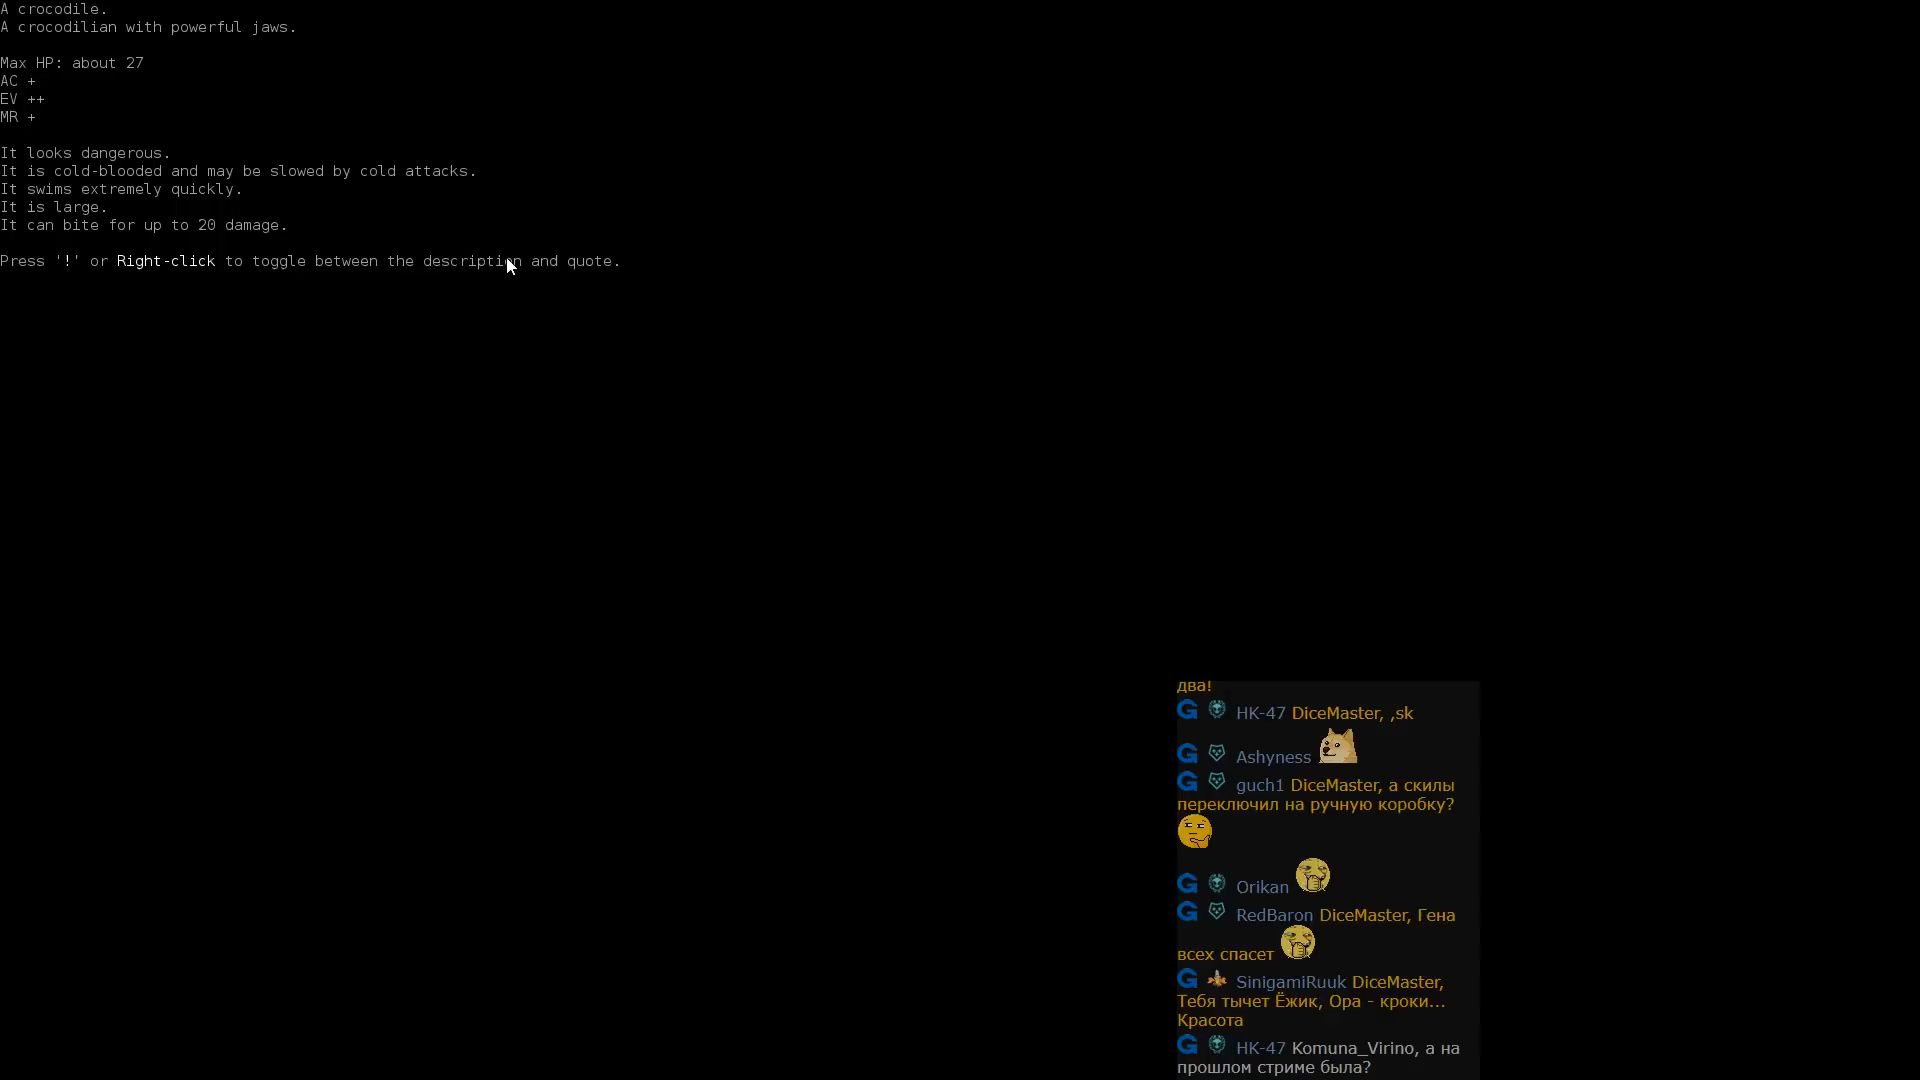 A crocodile.
A crocodilian with powerful jaws.
Max HP: about 27
AC +
EV ++
MR +
It looks dangerous.
It is cold-blooded and may be slowed by cold attacks.
It swims extremely quickly.
It is large.
It can bite for up to 20 damage.
Press '!' or Right-click to toggle between the description and quote.
два!
HK-47 DiceMaster, ,sk
Ashyness
guch1 DiceMaster, а скилы
переключил на ручную коробку?
Orikan
RedBaron DiceMaster, Гена
всех спасет
SinigamiRuuk DiceMaster,
Тебя тычет Ёжик, Ора - кроки...
Красота
HK-47 Komuna_Virino, а на
прошлом стриме была?